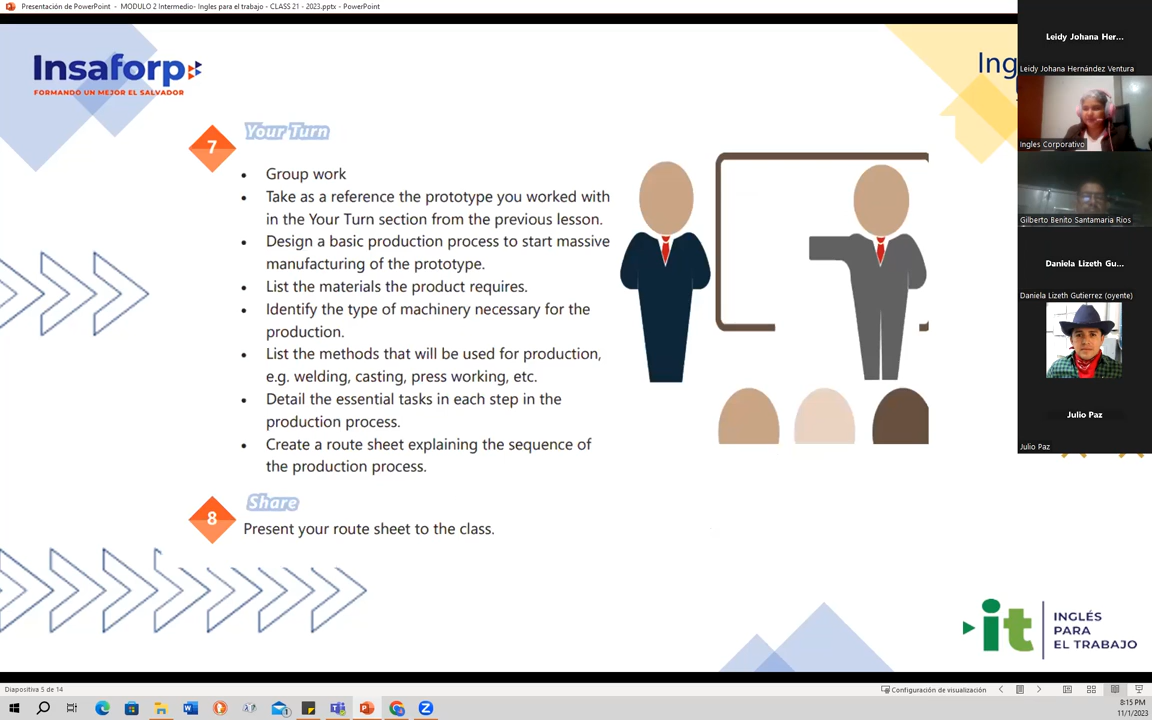 Presentación de PowerPoint - MODULO 2 Intermedio- Ingles para el trabajo - CLASS 21 - 2023.pptx - PowerPoint
Insaforp
FORMANDO UN MEJOR EL SALVADOR
Ing
Leidy Johana Her...
Leidy Johana Hernández Ventura
Ingles Corporativo
Gilberto Benito Santamaria Rios
Daniela Lizeth Gu...
Daniela Lizeth Gutierrez (oyente)
Julio Paz
Julio Paz
7
Your Turn
• Group work
• Take as a reference the prototype you worked with
in the Your Turn section from the previous lesson.
• Design a basic production process to start massive
manufacturing of the prototype.
• List the materials the product requires.
• Identify the type of machinery necessary for the
production.
• List the methods that will be used for production,
e.g. welding, casting, press working, etc.
• Detail the essential tasks in each step in the
production process.
• Create a route sheet explaining the sequence of
the production process.
8
Share
Present your route sheet to the class.
it
INGLÉS
PARA
EL TRABAJO
Diapositiva 5 de 14
Configuración de visualización
8:15 PM
11/1/2023